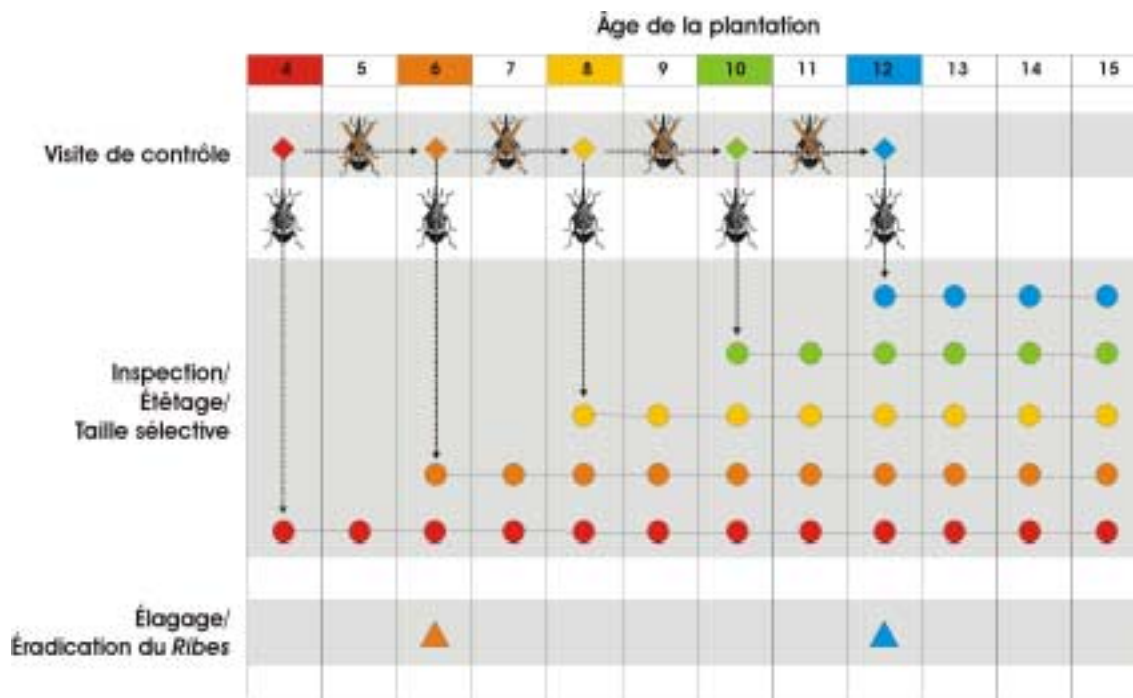 Âge de la plantation
4 5 6 7 8 9 10 11 12 13 14 15
Visite de contrôle
Inspection/
Étêtage/
Taille sélective
Élagage/
Éradication du Ribes